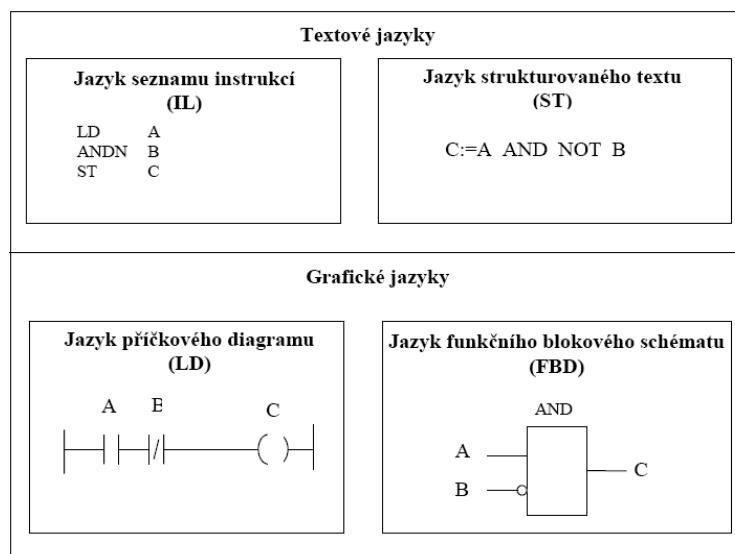 Textové jazyky
Jazyk seznamu instrukcí
(IL)
LD A
ANDN B
ST C
Jazyk strukturovaného textu
(ST)
C:=A AND NOT B
Grafické jazyky
Jazyk příčkového diagramu
(LD)
A B C
Jazyk funkčního blokového schématu
(FBD)
AND
A
B
C